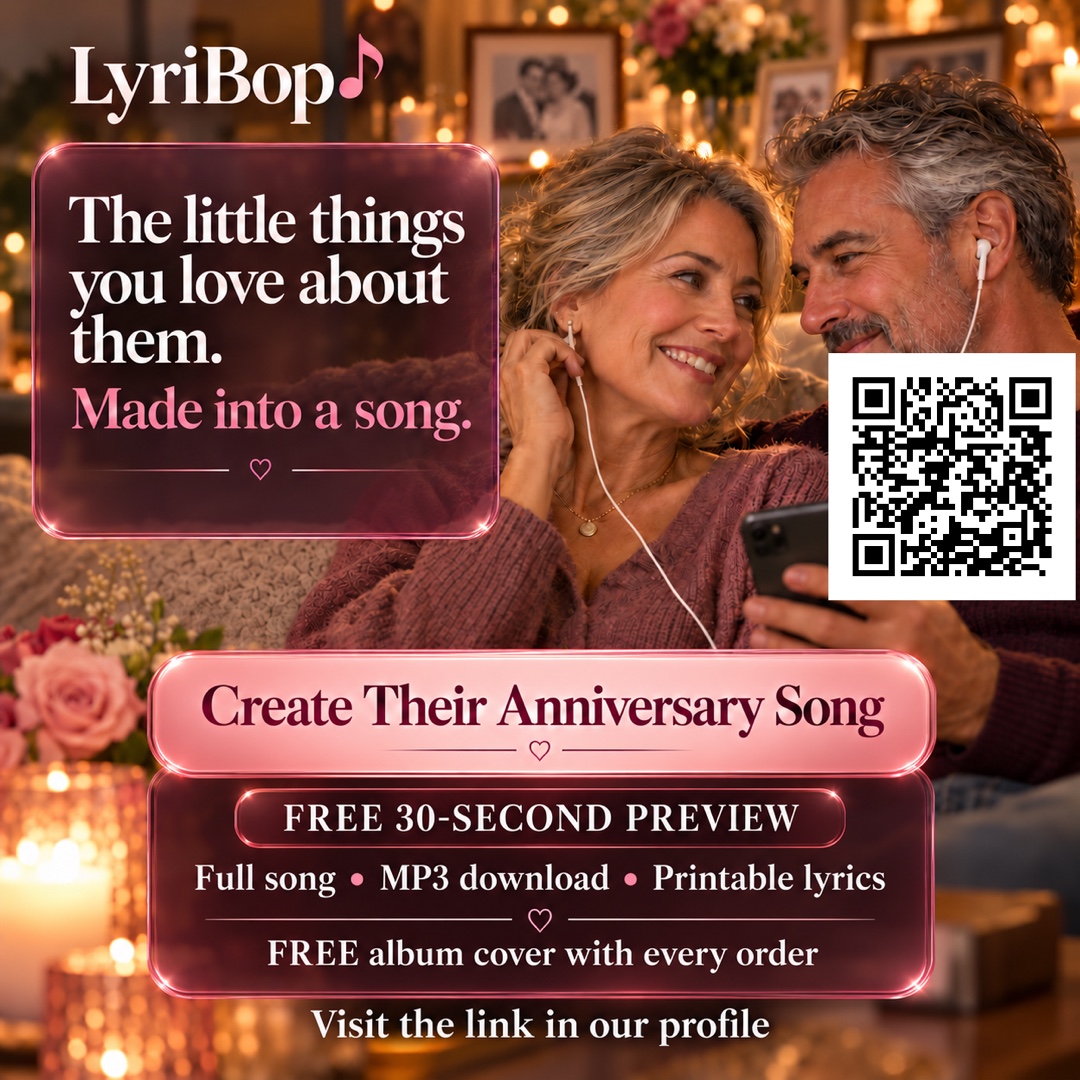 LyriBop
The little things
you love about
them.
Made into a song.
Create Their Anniversary Song
FREE 30-SECOND PREVIEW
Full song • MP3 download • Printable lyrics
FREE album cover with every order
Visit the link in our profile